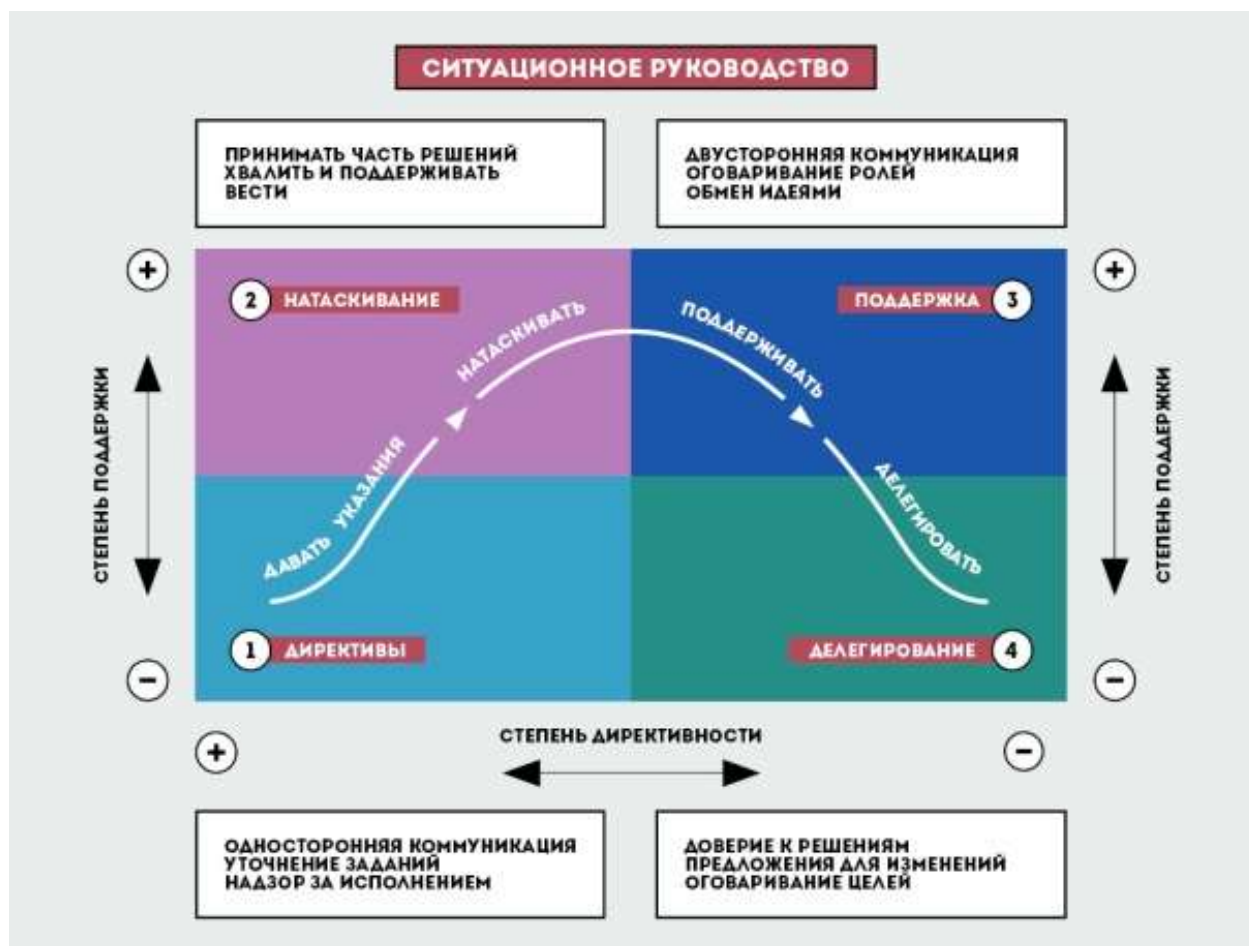 СИТУАЦИОННОЕ РУКОВОДСТВО
ПРИНИМАТЬ ЧАСТЬ РЕШЕНИЙ
ХВАЛИТЬ И ПОДДЕРЖИВАТЬ
ВЕСТИ
ДВУСТОРОННЯЯ КОММУНИКАЦИЯ
ОГОВАРИВАНИЕ РОЛЕЙ
ОБМЕН ИДЕЯМИ
+
+
2 НАТАСКИВАНИЕ
ПОДДЕРЖКА 3
НАТАСКИВАТЬ
ПОДДЕРЖИВАТЬ
СТЕПЕНЬ ПОДДЕРЖКИ
СТЕПЕНЬ ПОДДЕРЖКИ
ДАВАТЬ УКАЗАНИЯ
ДЕЛЕГИРОВАТЬ
1 ДИРЕКТИВЫ
ДЕЛЕГИРОВАНИЕ 4
−
−
+
СТЕПЕНЬ ДИРЕКТИВНОСТИ
−
ОДНОСТОРОННЯЯ КОММУНИКАЦИЯ
УТОЧНЕНИЕ ЗАДАНИЙ
НАДЗОР ЗА ИСПОЛНЕНИЕМ
ДОВЕРИЕ К РЕШЕНИЯМ
ПРЕДЛОЖЕНИЯ ДЛЯ ИЗМЕНЕНИЙ
ОГОВАРИВАНИЕ ЦЕЛЕЙ